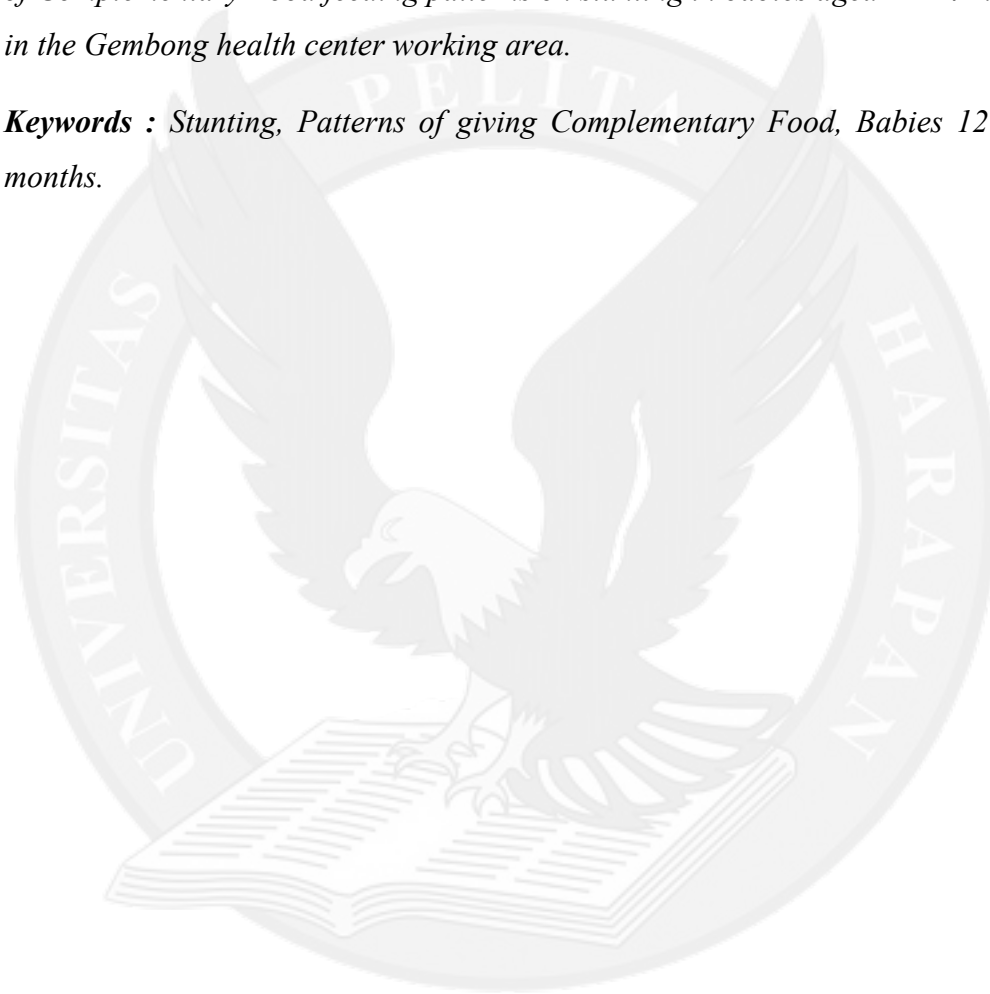 in the Gembong health center working area.
Keywords : Stunting, Patterns of giving Complementary Food, Babies 12
months.
UNIVERSITAS PELITA HARAPAN